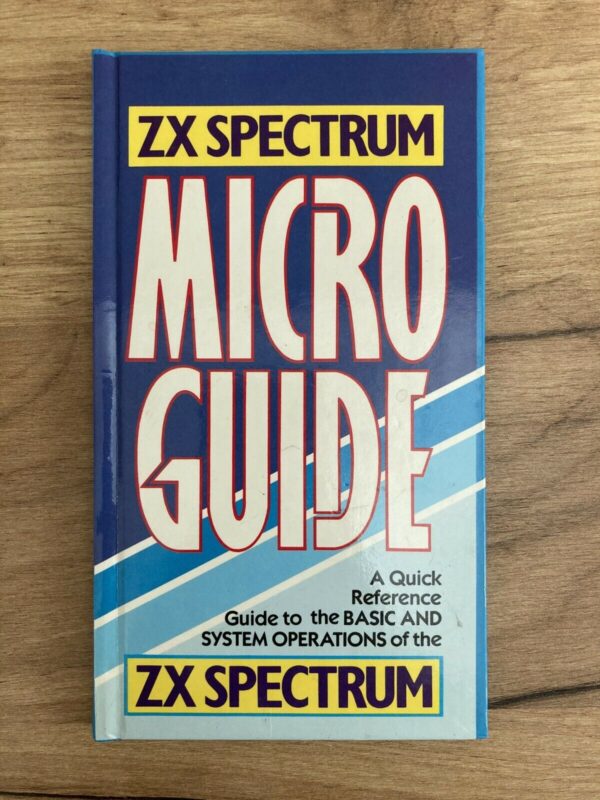 ZX SPECTRUM
MICRO
GUIDE
A Quick
Reference
Guide to the BASIC AND
SYSTEM OPERATIONS of the
ZX SPECTRUM